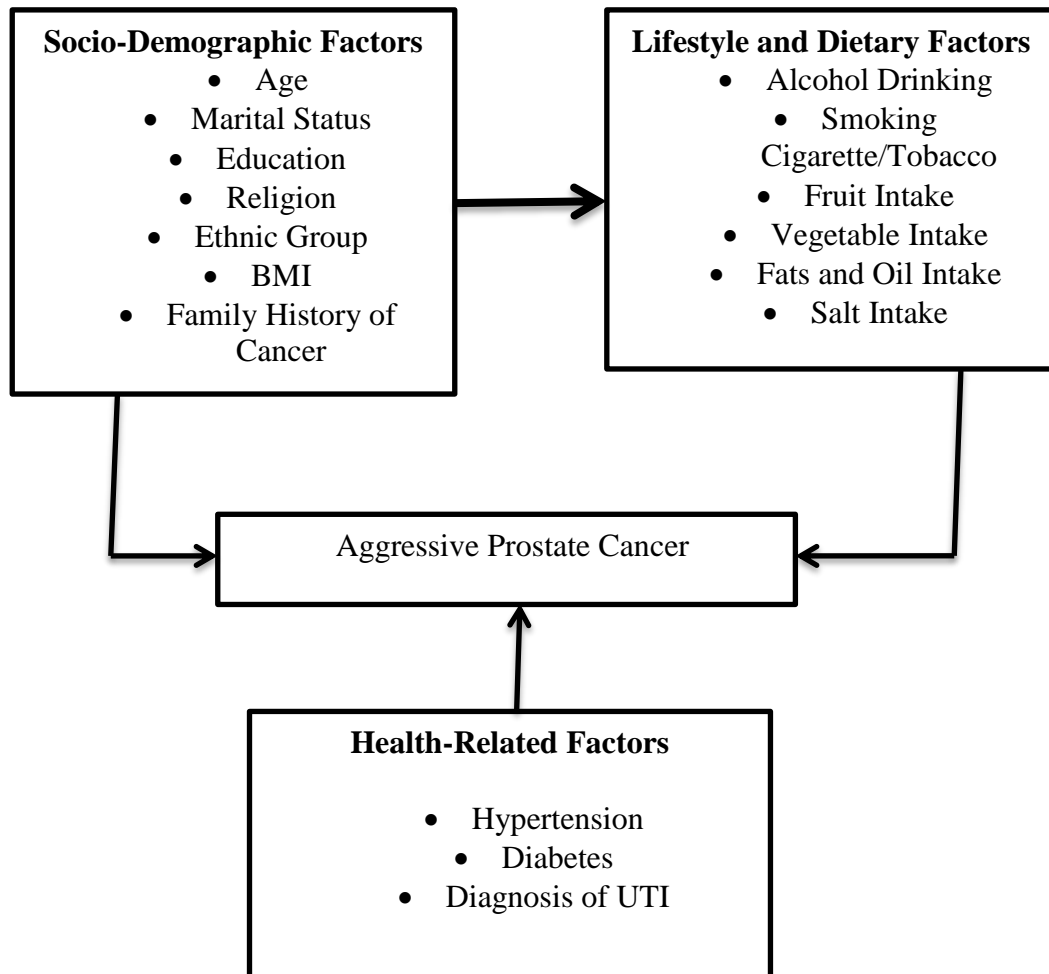 Socio-Demographic Factors
• Age
• Marital Status
• Education
• Religion
• Ethnic Group
• BMI
• Family History of
Cancer
Lifestyle and Dietary Factors
• Alcohol Drinking
• Smoking
Cigarette/Tobacco
• Fruit Intake
• Vegetable Intake
• Fats and Oil Intake
• Salt Intake
Aggressive Prostate Cancer
Health-Related Factors
• Hypertension
• Diabetes
• Diagnosis of UTI